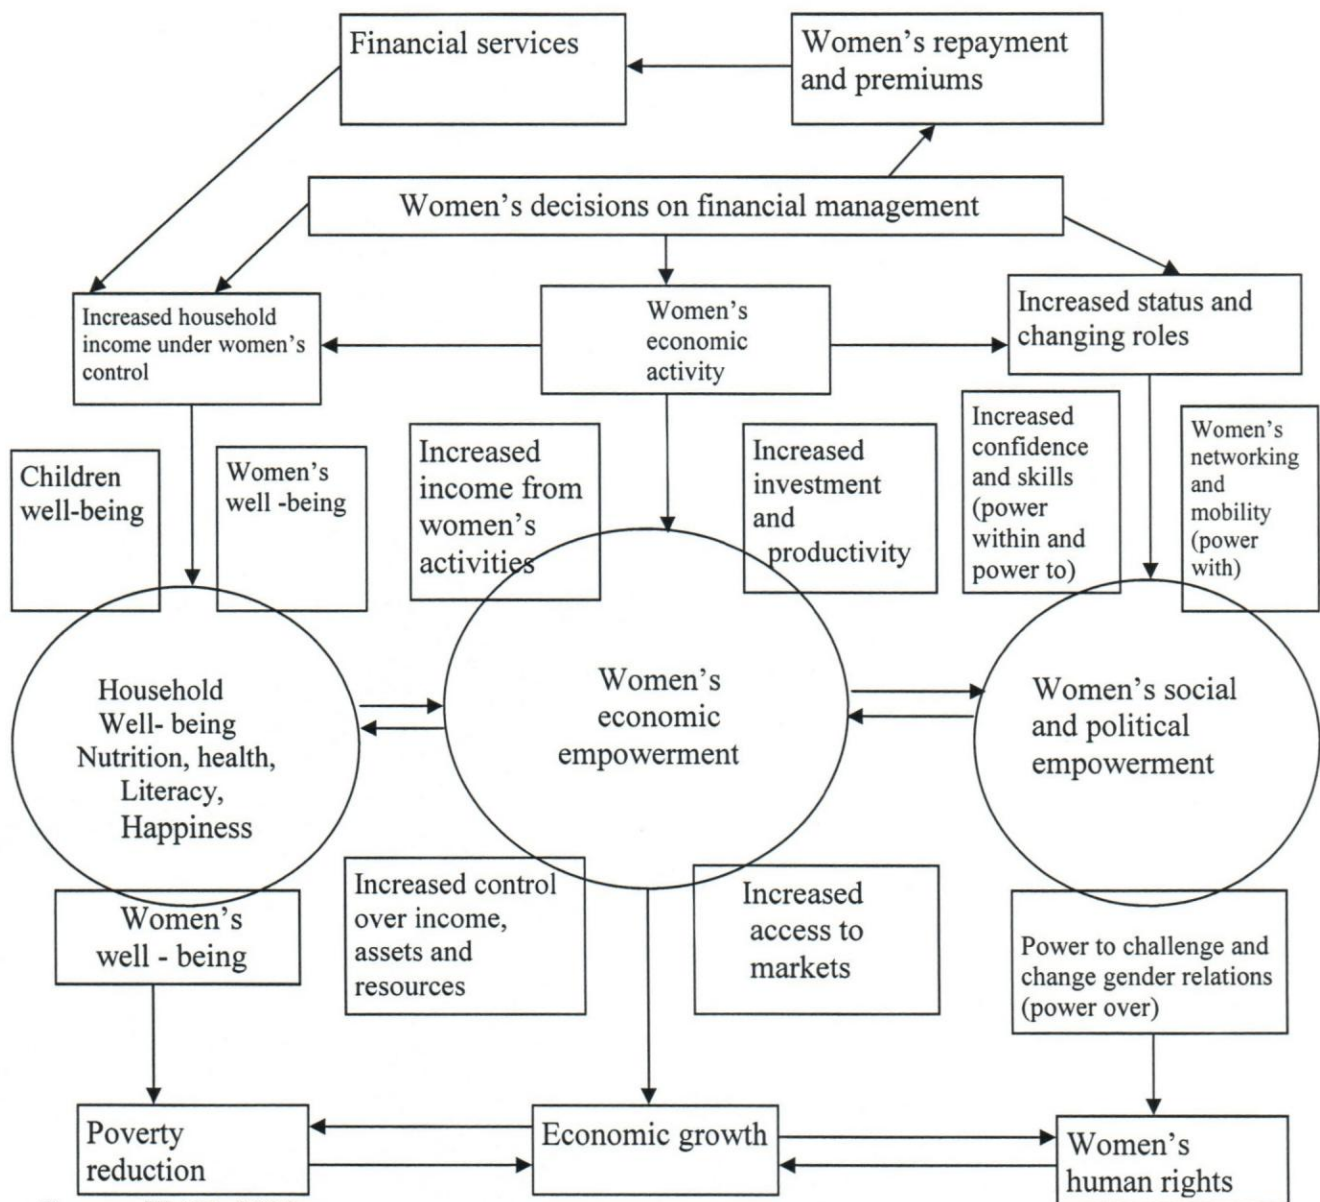 Financial services
Women's repayment
and premiums
Women's decisions on financial management
Increased household
income under women's
control
Women's
economic
activity
Increased status and
changing roles
Children
well-being
Women's
well -being
Increased
income from
women's
activities
Increased
investment
and
productivity
Increased
confidence
and skills
(power
within and
power to)
Women's
networking
and
mobility
(power
with)
Household
Well- being
Nutrition, health,
Literacy,
Happiness
Women's
economic
empowerment
Women's social
and political
empowerment
Women's
well - being
Increased control
over income,
assets and
resources
Increased
access to
markets
Power to challenge and
change gender relations
(power over)
Poverty
reduction
Economic growth
Women's
human rights